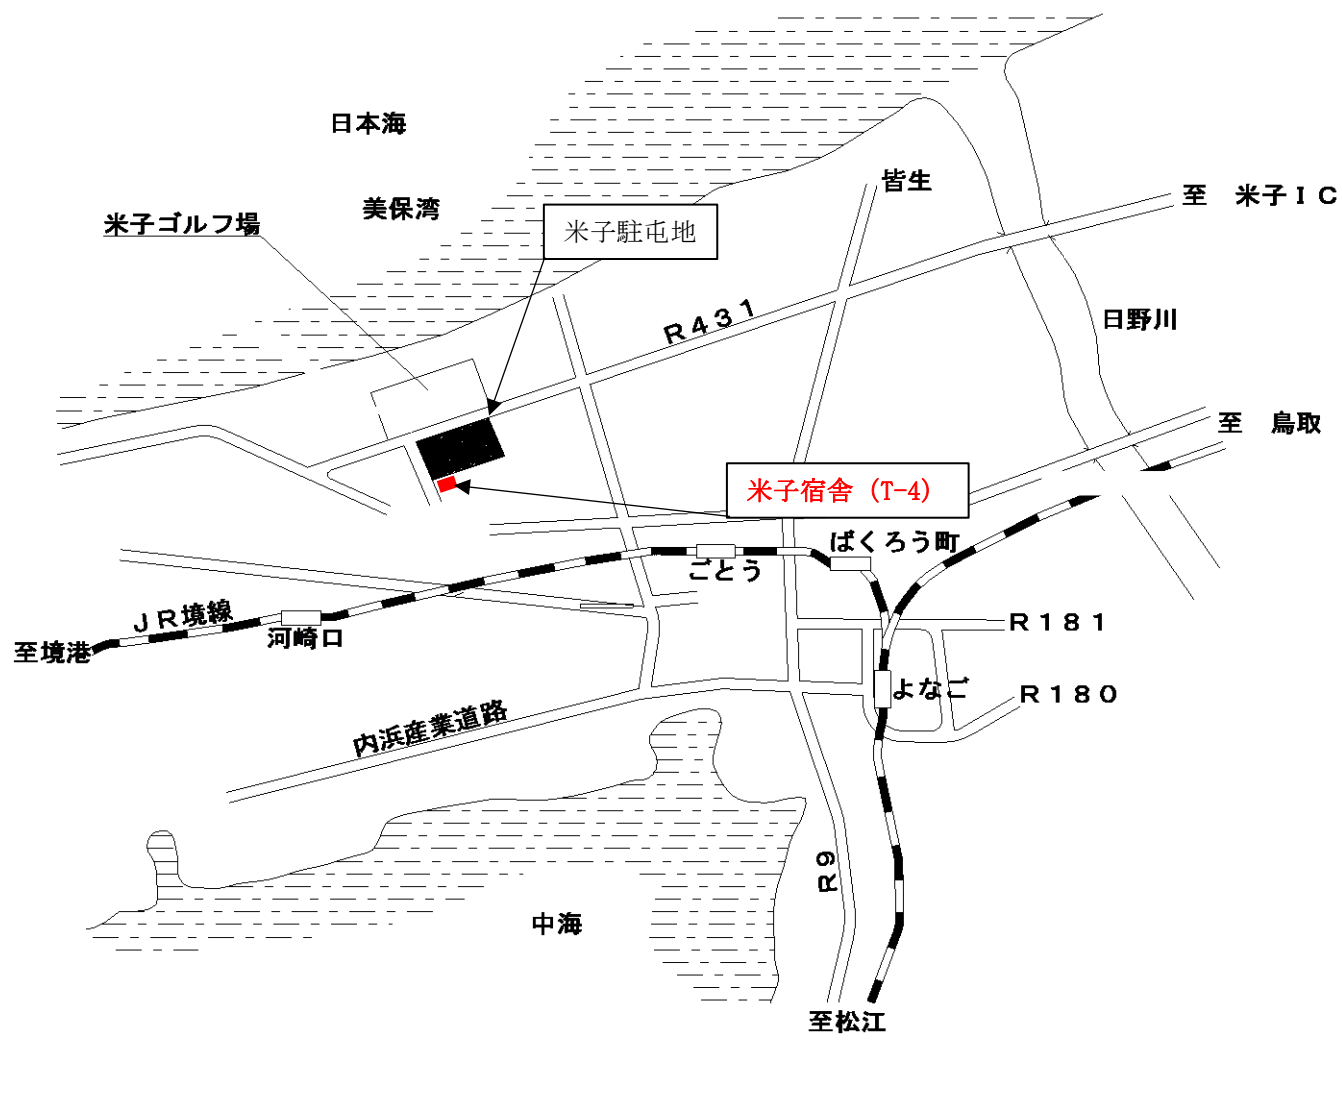 日本海
皆生
至　米子ＩＣ
美保湾
米子ゴルフ場
米子駐屯地
Ｒ４３１
日野川
至　鳥取
米子宿舎（T-4）
ばくろう町
ごとう
ＪＲ境線
河崎口
至境港
Ｒ１８１
よなご
Ｒ１８０
内浜産業道路
Ｒ９
中海
至松江